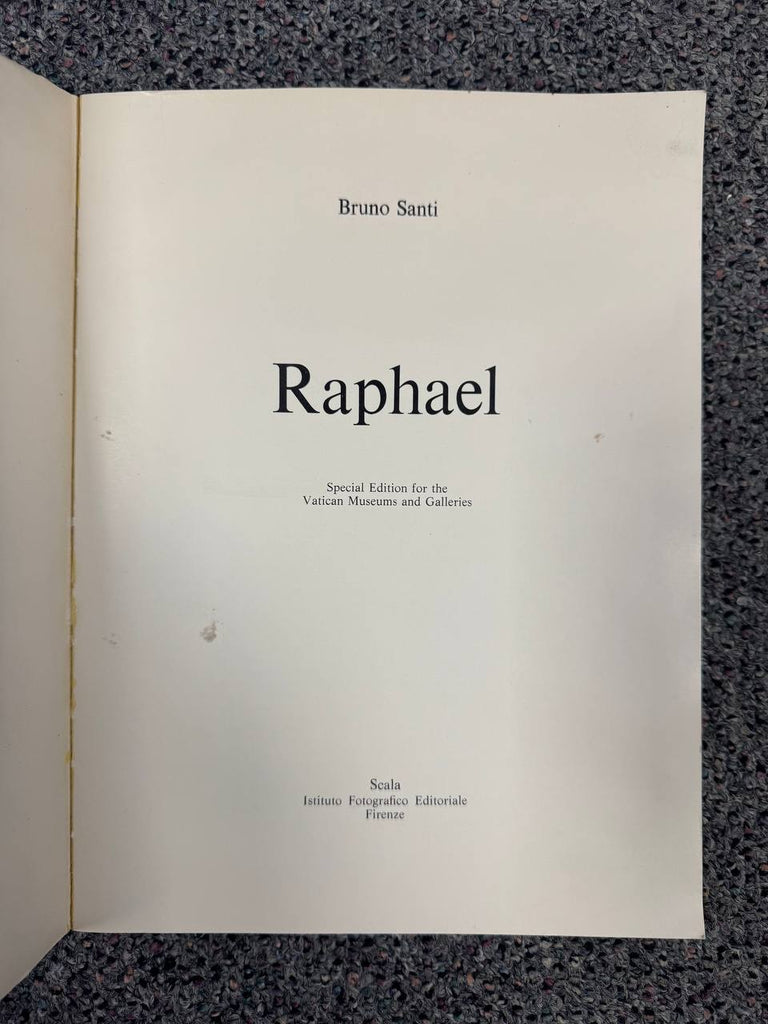 Bruno Santi
Raphael
Special Edition for the
Vatican Museums and Galleries
Scala
Istituto Fotografico Editoriale
Firenze